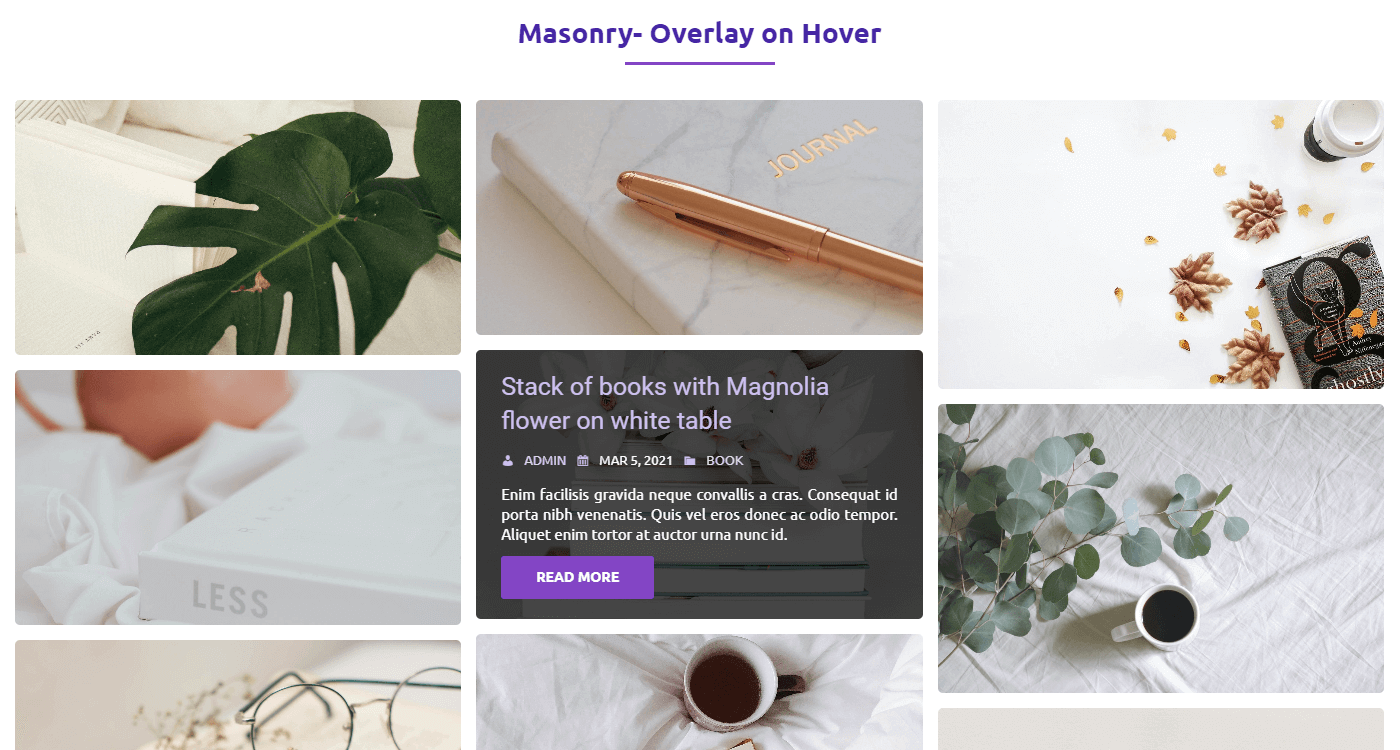 Masonry- Overlay on Hover
JOURNAL
Stack of books with Magnolia
flower on white table
ADMIN MAR 5, 2021 BOOK
Enim facilisis gravida neque convallis a cras. Consequat id
porta nibh venenatis. Quis vel eros donec ac odio tempor.
Aliquet enim tortor at auctor urna nunc id.
READ MORE
LESS